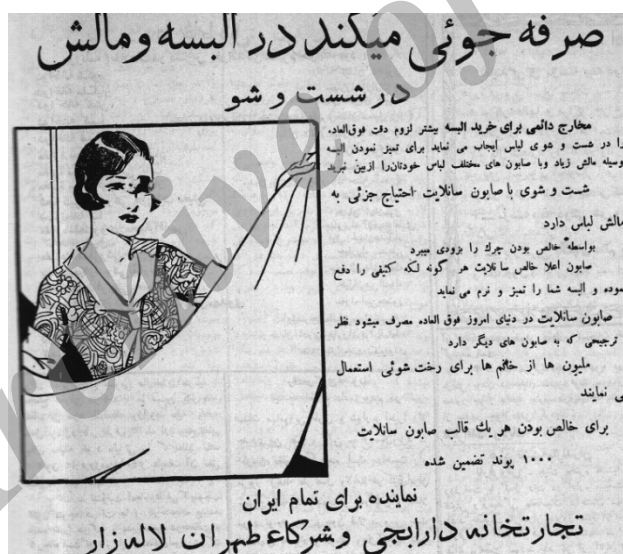 صرفه جوئی میکند در البسه و مالش
در شست و شو
مخارج دائمی برای خرید البسه بیشتر لزوم دقت فوق‌العاده
را در شست و شوی لباس ایجاب می نماید برای تمیز نمودن البسه
وسیله مالش زیاد وبا صابون های مختلف لباس خودتان‌را ازبین نبرید
شست و شوی با صابون سانلایت احتیاج جزئی به
مالش لباس دارد
بواسطهٔ خالص بودن چرك را بزودی میبرد
صابون اعلا خالص سانلایت هر گونه لکه کثیفی را دفع
نموده و البسه شما را تمیز و نرم می نماید
صابون سانلایت در دنیای امروز فوق العاده مصرف میشود نظر
ترجیحی که به صابون های دیگر دارد
ملیون ها از خانم ها برای رخت شوئی استعمال
می نمایند
برای خالص بودن هر یك قالب صابون سانلایت
۱۰۰۰ پوند تضمین شده
نماینده برای تمام ایران
تجارتخانه دارابجی و شرکاء طهران لاله‌زار
Archive of